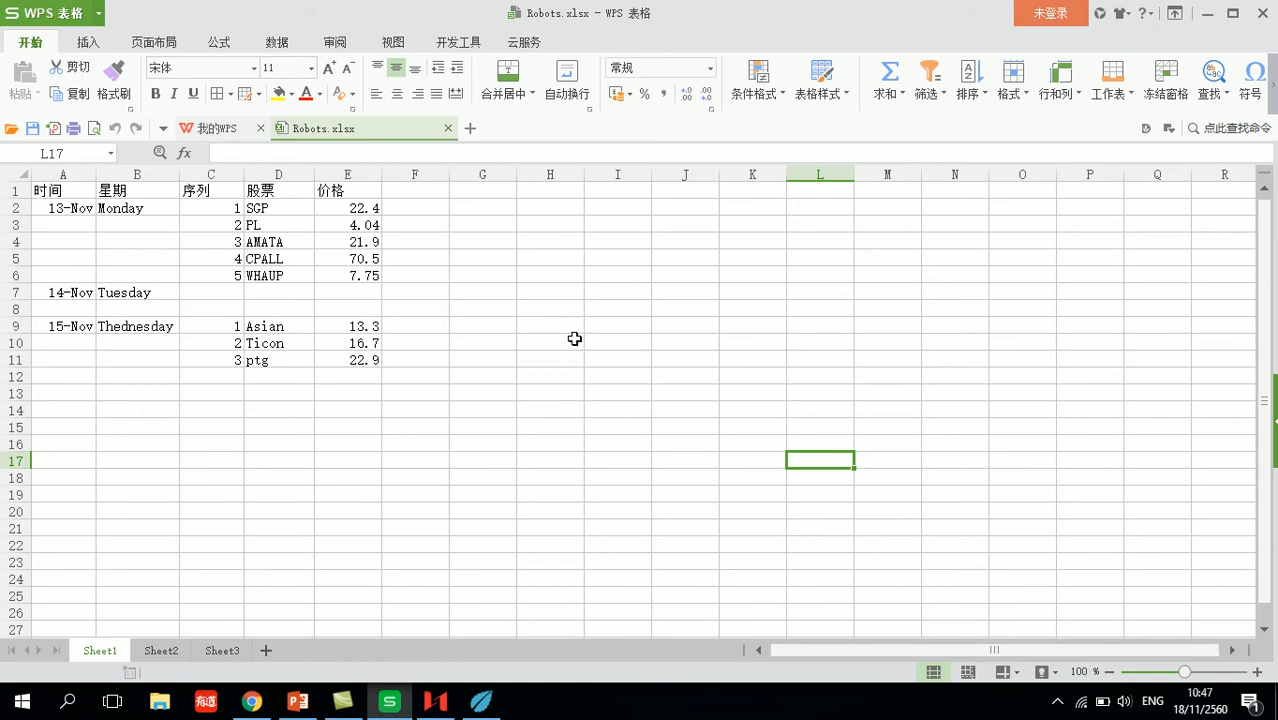 WPS 表格
Robots.xlsx - WPS 表格
未登录
开始 插入 页面布局 公式 数据 审阅 视图 开发工具 云服务
粘贴 剪切 复制 格式刷
宋体 11
B I U A
合并居中 自动换行
常规
条件格式 表格样式 求和 筛选 排序 格式 行和列 工作表 冻结窗格 查找 符号
我的WPS Robots.xlsx 点此查找命令
L17 fx
A B C D E F G H I J K L M N O P Q R
1 时间 星期 序列 股票 价格
2 13-Nov Monday 1 SGP 22.4
3 2 PL 4.04
4 3 AMATA 21.9
5 4 CPALL 70.5
6 5 WHAUP 7.75
7 14-Nov Tuesday
8
9 15-Nov Thednesday 1 Asian 13.3
10 2 Ticon 16.7
11 3 ptg 22.9
12
13
14
15
16
17
18
19
20
21
22
23
24
25
26
27
Sheet1 Sheet2 Sheet3
100 %
有道 ENG 10:47
18/11/2560